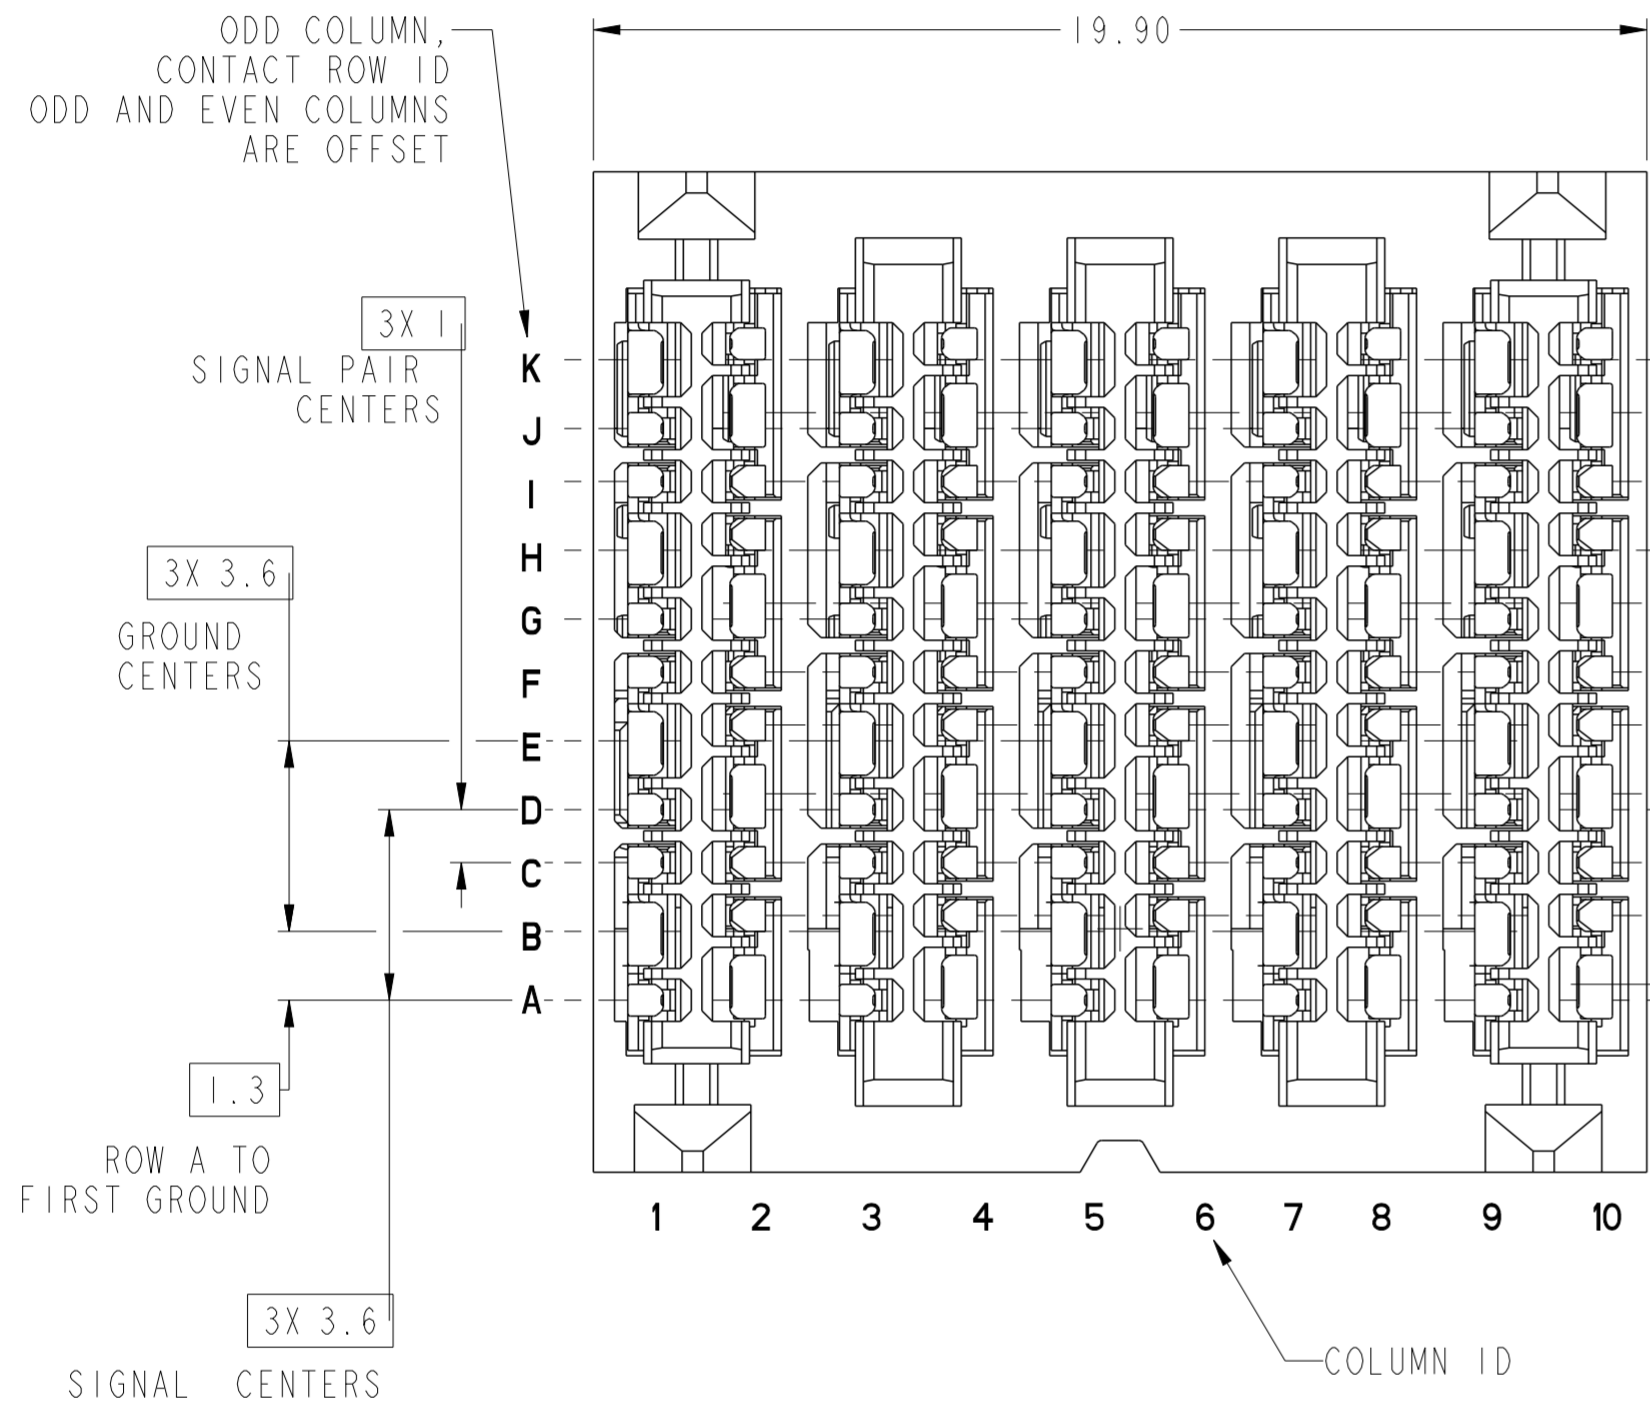 ODD COLUMN,
CONTACT ROW ID
ODD AND EVEN COLUMNS
ARE OFFSET
19.90
3X 1
SIGNAL PAIR
CENTERS
3X 3.6
GROUND
CENTERS
K
J
I
H
G
F
E
D
C
B
A
1.3
ROW A TO
FIRST GROUND
3X 3.6
SIGNAL CENTERS
1 2 3 4 5 6 7 8 9 10
COLUMN ID